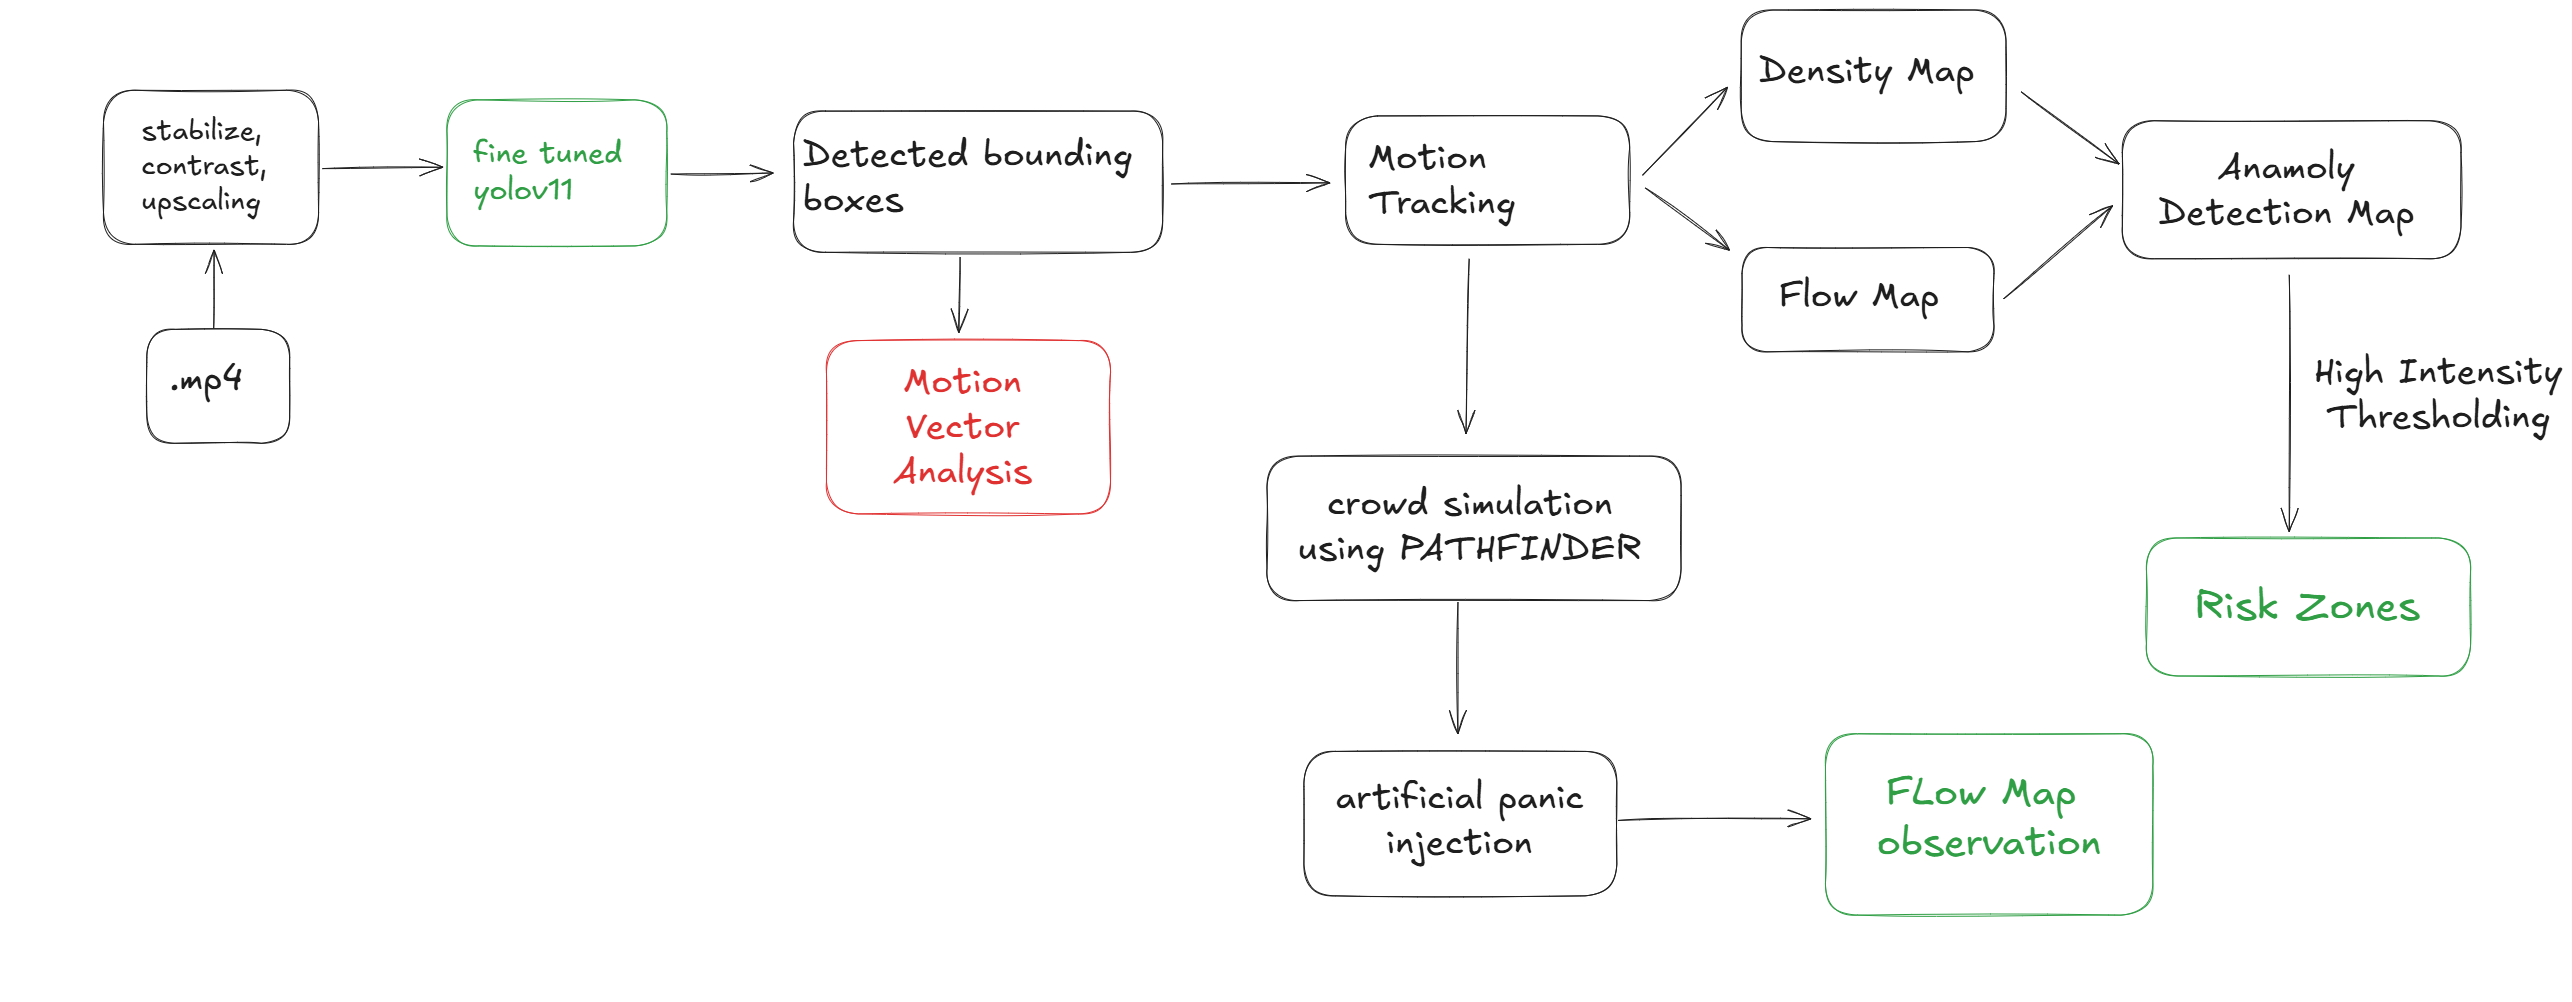 stabilize,
contrast,
upscaling
.mp4
fine tuned
yolov11
Detected bounding
boxes
Motion
Vector
Analysis
Motion
Tracking
Density Map
Flow Map
Anamoly
Detection Map
High Intensity
Thresholding
Risk Zones
crowd simulation
using PATHFINDER
artificial panic
injection
FLow Map
observation